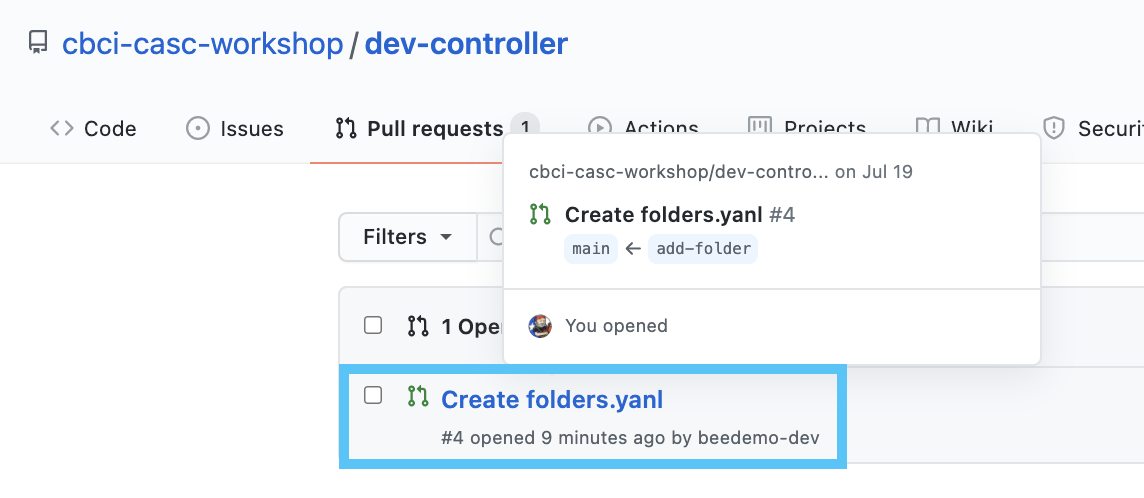 cbci-casc-workshop / dev-controller
Code Issues Pull requests 1 Actions Projects Wiki
cbci-casc-workshop/dev-contro... on Jul 19
Create folders.yanl #4
main ← add-folder
Filters
You opened
1 Ope
Create folders.yanl
#4 opened 9 minutes ago by beedemo-dev